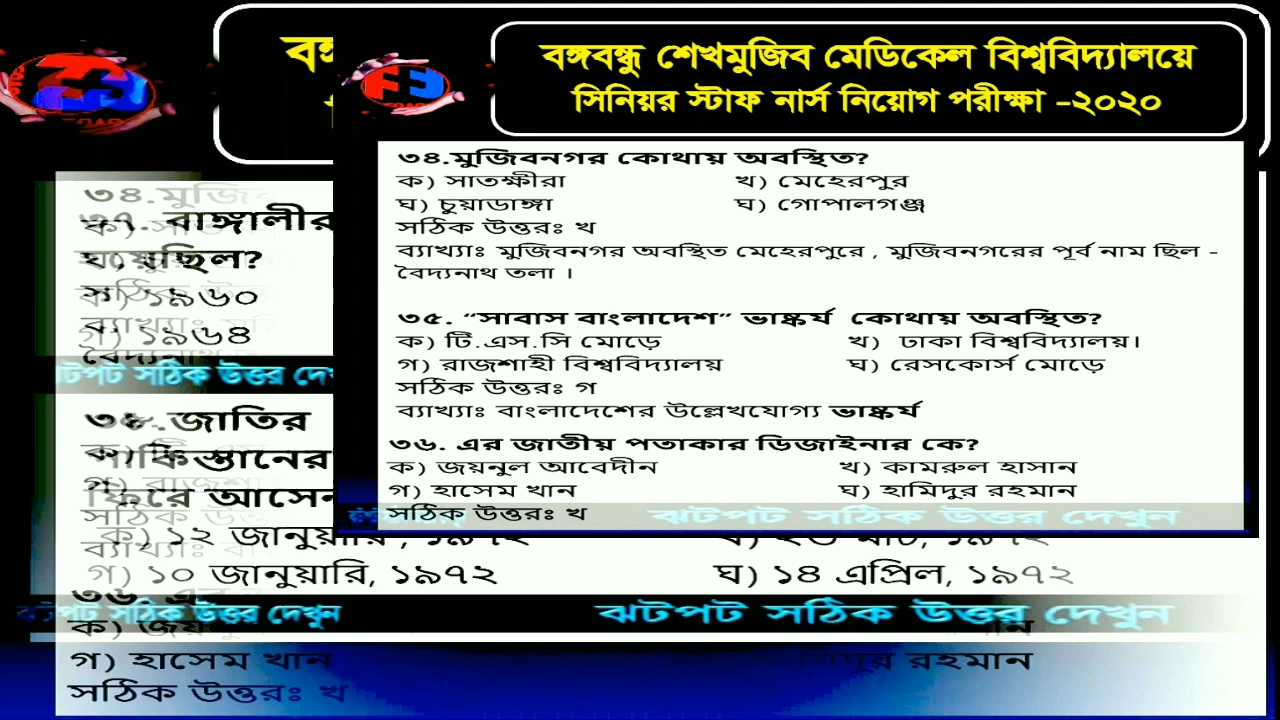 বঙ্গবন্ধু শেখমুজিব মেডিকেল বিশ্ববিদ্যালয়ে
সিনিয়র স্টাফ নার্স নিয়োগ পরীক্ষা -২০২০
৩৪.মুজিবনগর কোথায় অবস্থিত?
ক) সাতক্ষীরা খ) মেহেরপুর
ঘ) চুয়াডাঙ্গা ঘ) গোপালগঞ্জ
সঠিক উত্তরঃ খ
ব্যাখ্যাঃ মুজিবনগর অবস্থিত মেহেরপুরে , মুজিবনগরের পূর্ব নাম ছিল -
বৈদ্যনাথ তলা ।
৩৫. “সাবাস বাংলাদেশ” ভাষ্কর্য কোথায় অবস্থিত?
ক) টি.এস.সি মোড়ে খ) ঢাকা বিশ্ববিদ্যালয়।
গ) রাজশাহী বিশ্ববিদ্যালয় ঘ) রেসকোর্স মোড়ে
সঠিক উত্তরঃ গ
ব্যাখ্যাঃ বাংলাদেশের উল্লেখযোগ্য ভাষ্কর্য
৩৬. এর জাতীয় পতাকার ডিজাইনার কে?
ক) জয়নুল আবেদীন খ) কামরুল হাসান
গ) হাসেম খান ঘ) হামিদুর রহমান
সঠিক উত্তরঃ খ
ঝটপট সঠিক উত্তর দেখুন
৩৭. বাঙ্গালীর
ক) ১৯৬০
গ) ১৯৬৪
সঠিক উত্তর
জাতির
পাকিস্তানের
ফিরে আসেন
ক) ১২ জানুয়ারি, ১৯৭২
গ) ১০ জানুয়ারি, ১৯৭২ ঘ) ১৪ এপ্রিল, ১৯৭২
সঠিক উত্তর দেখুন ঝটপট সঠিক উত্তর দেখুন
গ) হাসেম খান রহমান
সঠিক উত্তরঃ খ